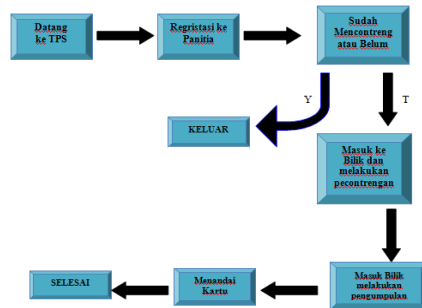 Datang
ke TPS
Regristasi ke
Panitia
Sudah
Mencontreng
atau Belum
Y
T
KELUAR
Masuk ke
Bilik dan
melakukan
pecontrengan
Masuk Bilik
melakukan
pengumpulan
Menandai
Kartu
SELESAI